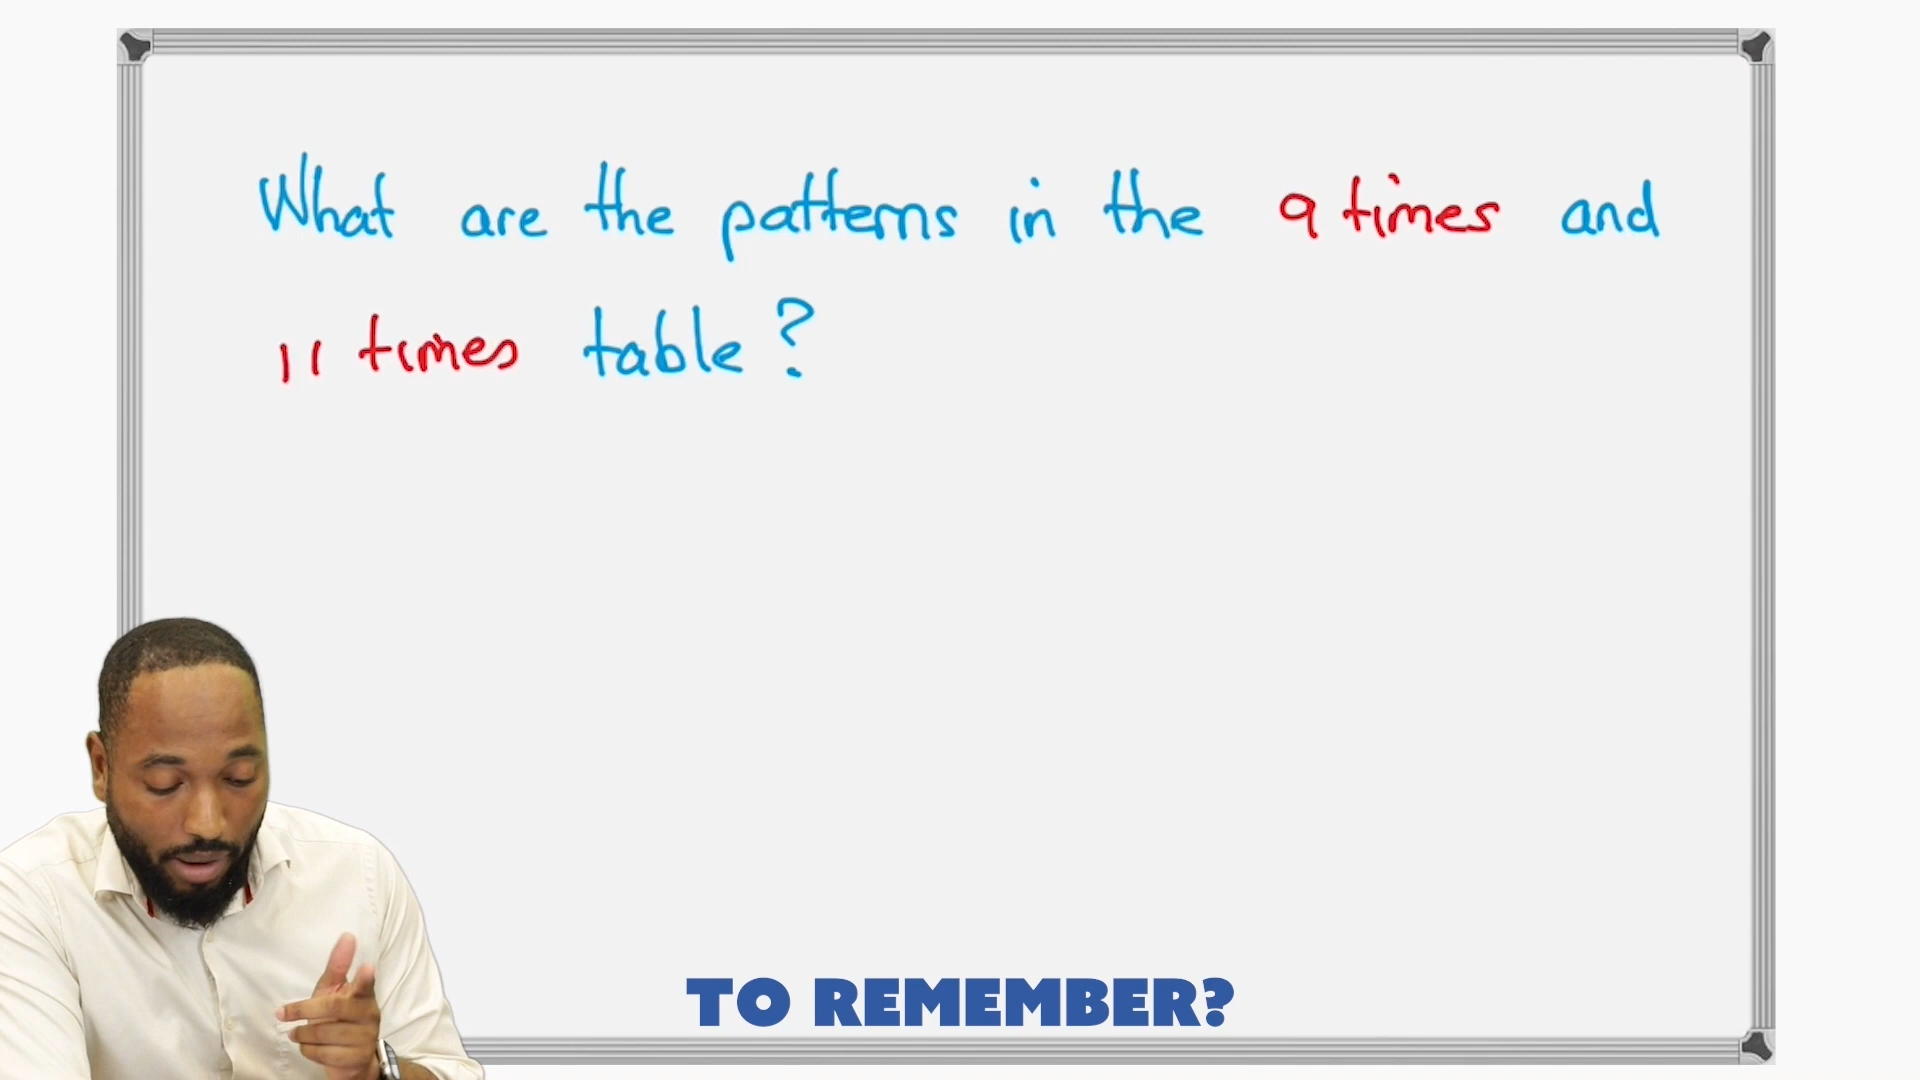 What are the patterns in the 9 times and
11 times table?
TO REMEMBER?